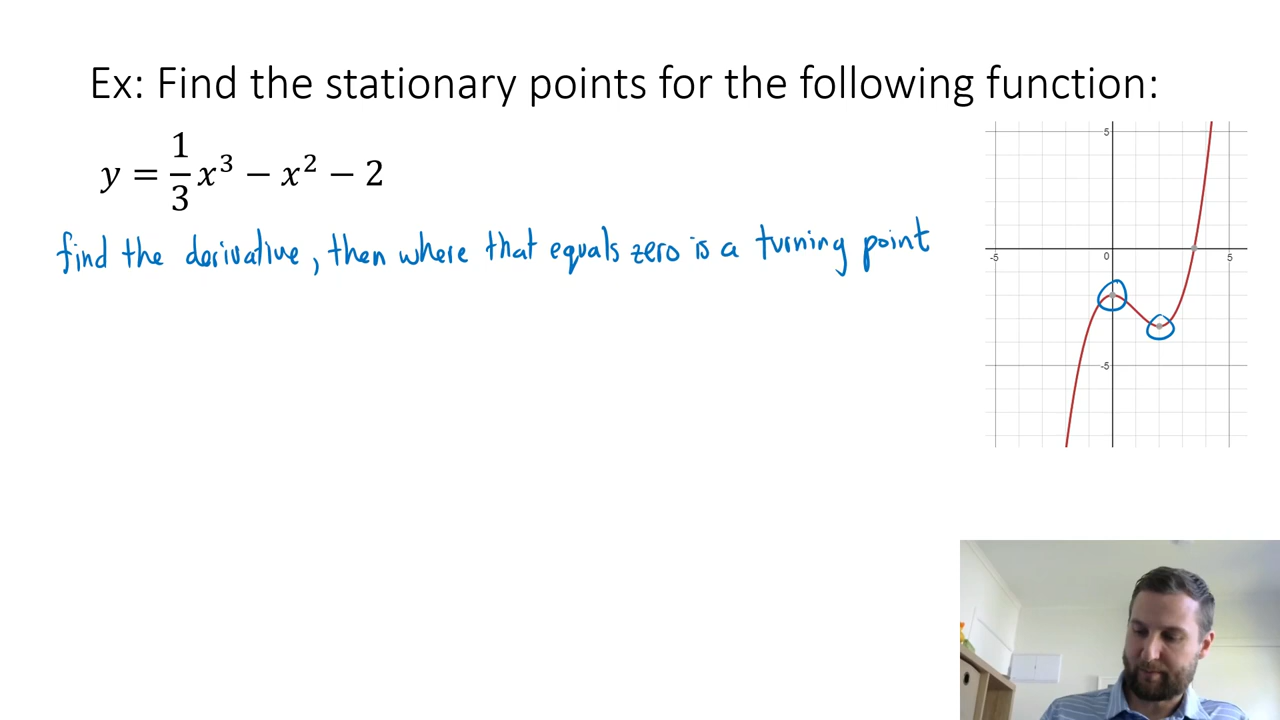 Ex: Find the stationary points for the following function:
y = \frac{1}{3}x³ − x² − 2
find the derivative, then where that equals zero is a turning point
5
-5
0
5
-5